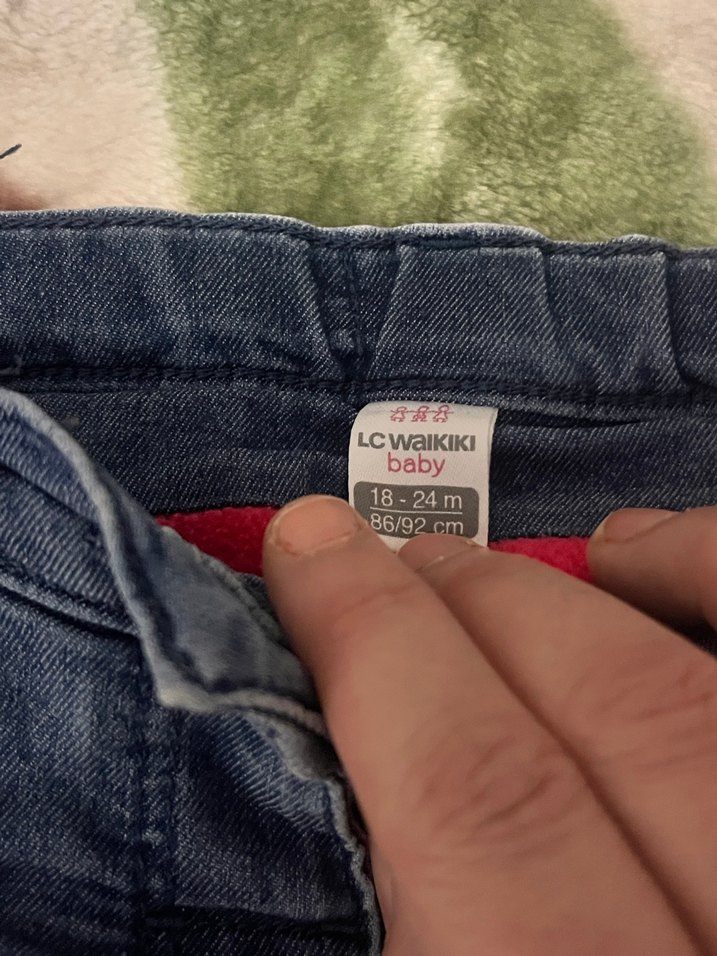 LC WAIKIKI
baby
18 - 24 m
86/92 cm